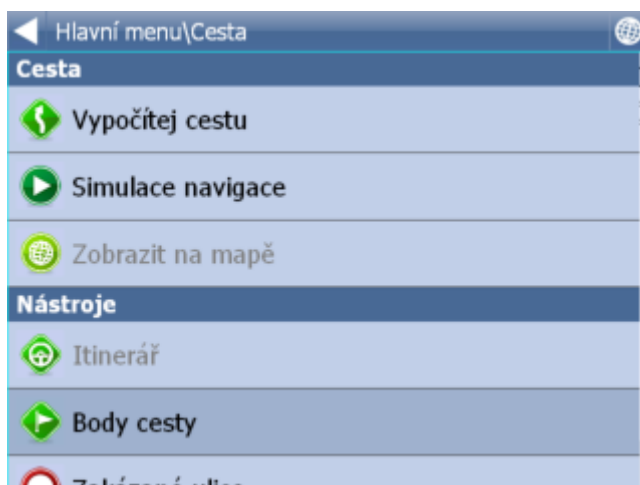 Hlavní menu\Cesta
Cesta
Vypočítej cestu
Simulace navigace
Zobrazit na mapě
Nástroje
Itinerář
Body cesty